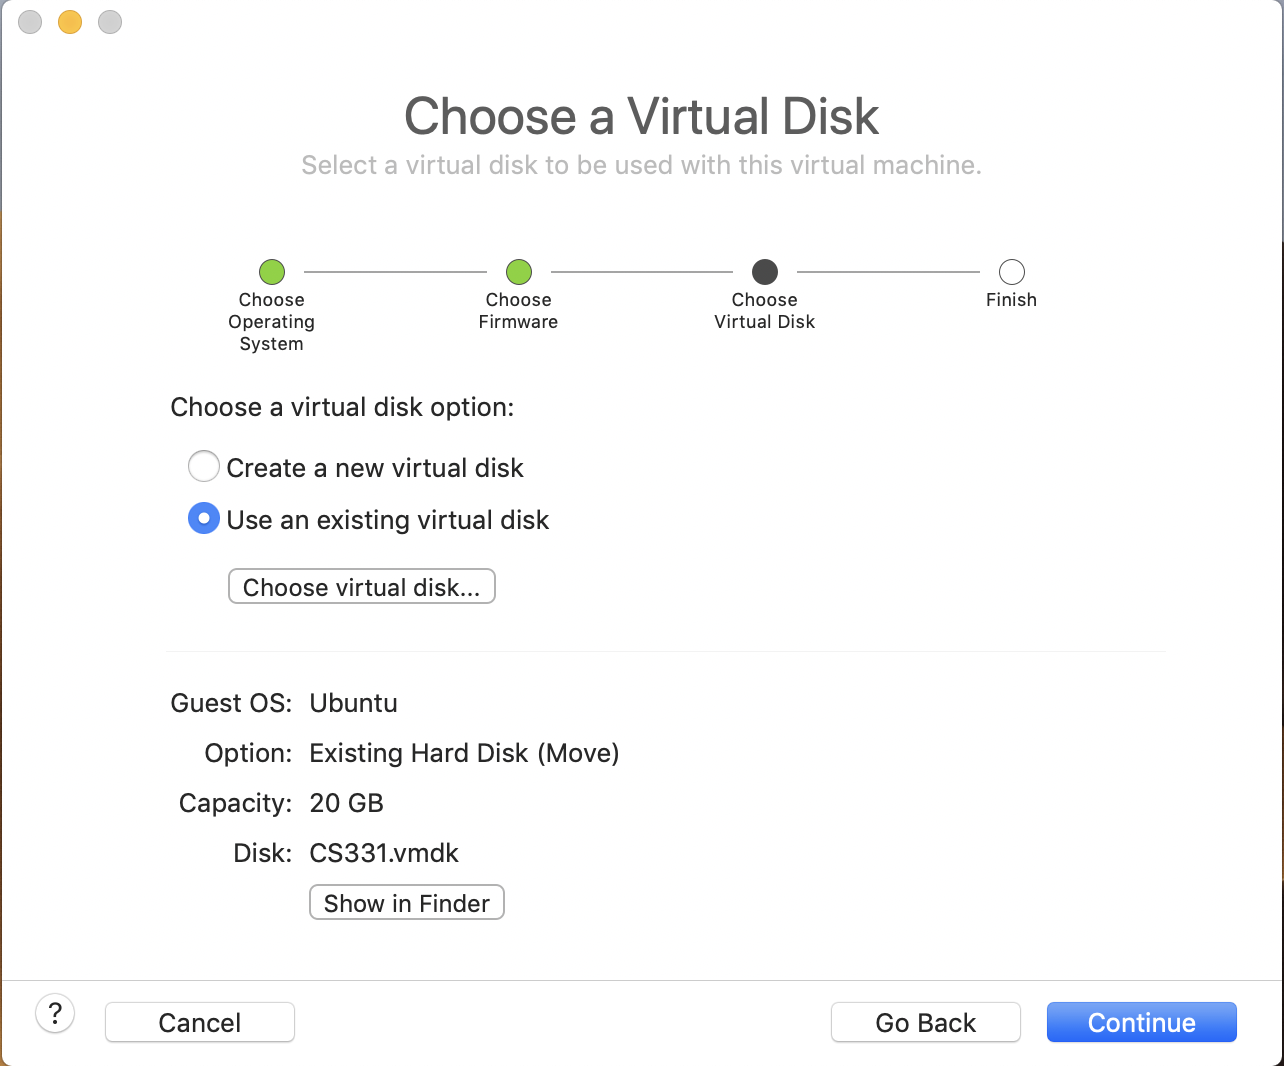 Choose a Virtual Disk
Select a virtual disk to be used with this virtual machine.
Choose
Operating
System
Choose
Firmware
Choose
Virtual Disk
Finish
Choose a virtual disk option:
Create a new virtual disk
Use an existing virtual disk
Choose virtual disk...
Guest OS: Ubuntu
Option: Existing Hard Disk (Move)
Capacity: 20 GB
Disk: CS331.vmdk
Show in Finder
? Cancel Go Back Continue